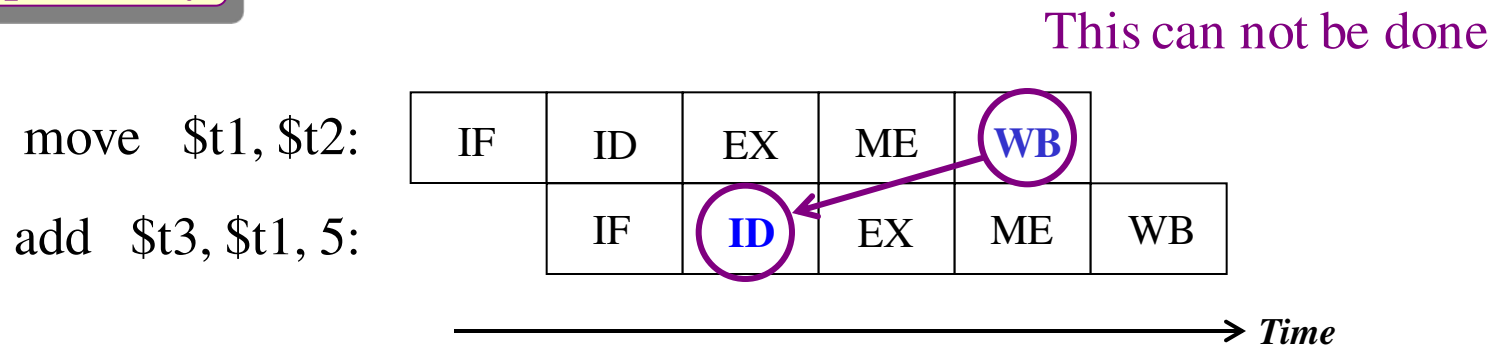 This can not be done
move $t1, $t2: IF ID EX ME WB
add $t3, $t1, 5: IF ID EX ME WB
Time